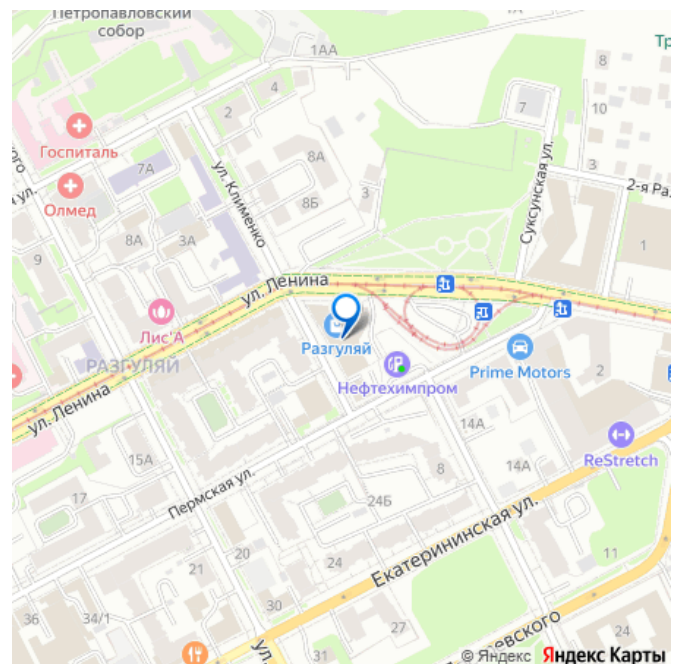 Петропавловский
собор
1А
Тр
1АА
8
2
4
7
10
Госпиталь
7А
8А
ул. Клименко
Суксунская ул.
3
2-я Ра
Олмед
ул.
8Б
3
8А
3А
1
9
ул. Ленина
Лис'А
Разгуляй
РАЗГУЛЯЙ
Нефтехимпром
Prime Motors
2
ул. Ленина
ReStretch
14А
15А
8
14А
Пермская ул.
17
24Б
Екатерининская ул.
20
24
11
21
30
36
34/1
27
24
31
евского
© Яндекс Яндекс Карты